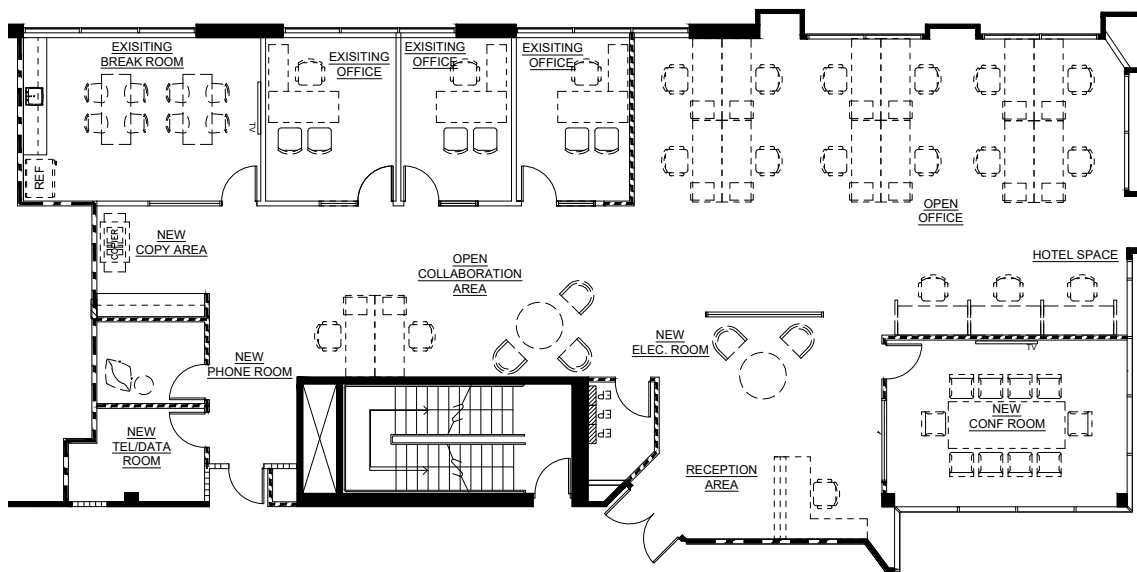 EXISITING
BREAK ROOM
EXISITING
OFFICE
EXISITING
OFFICE
EXISITING
OFFICE
TV
REF
COPIER
NEW
COPY AREA
OPEN
COLLABORATION
AREA
OPEN
OFFICE
HOTEL SPACE
NEW
PHONE ROOM
NEW
ELEC. ROOM
TV
NEW
TEL/DATA
ROOM
EP
EP
EP
NEW
CONF ROOM
RECEPTION
AREA